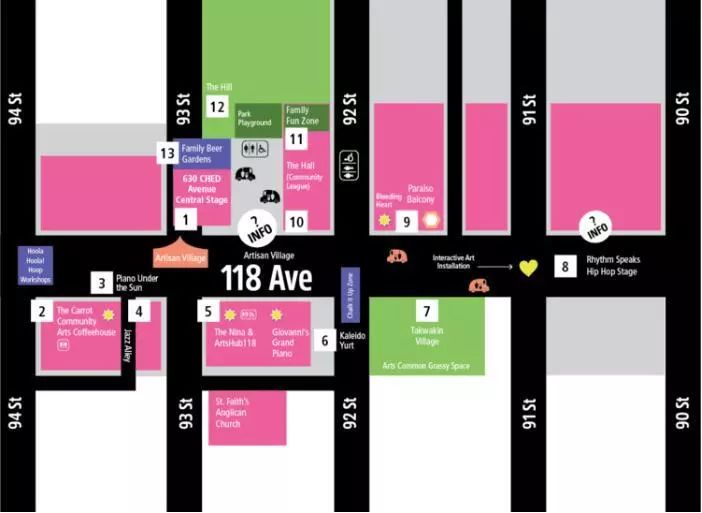 94 St
93 St
92 St
91 St
90 St
The Hill
12
Park
Playground
Family
Fun Zone
11
13
Family Beer
Gardens
630 CHED
Avenue
Central Stage
1
The Hall
(Community
League)
10
?
INFO
Bleeding
Heart
Paraiso
Balcony
9
?
INFO
Hoola
Hoola!
Hoop
Workshops
Artisan Village
Artisan Village
118 Ave
Interactive Art
Installation
8
Rhythm Speaks
Hip Hop Stage
3
Piano Under
the Sun
Chalk It Up Zone
2
The Carrot
Community
Arts Coffeehouse
4
Jazz Alley
5
The Nina &
ArtsHub118
Giovanni's
Grand
Piano
6
Kaleido
Yurt
7
Takwakin
Village
Arts Common Grassy Space
St. Faith's
Anglican
Church
94 St
93 St
92 St
91 St
90 St